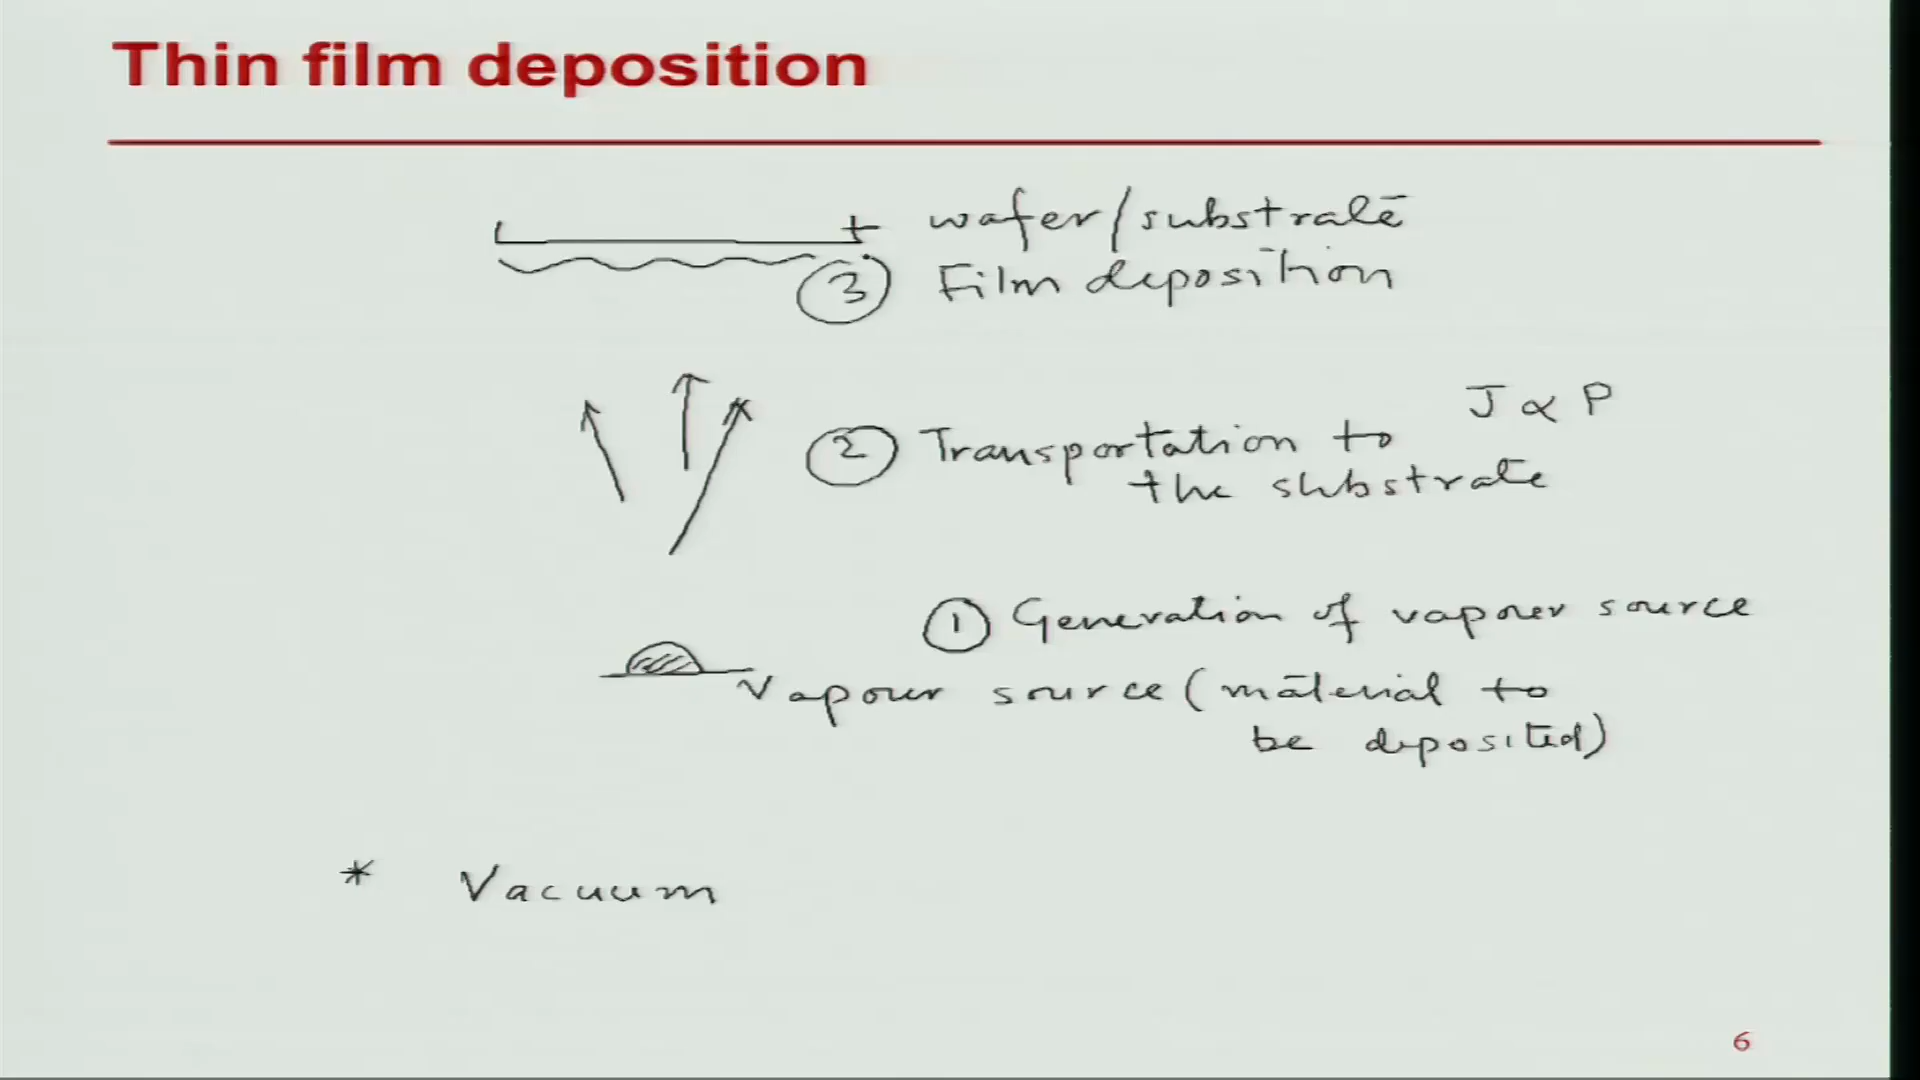 Thin film deposition
wafer/substrate
③ Film deposition
J ∝ P
② Transportation to
the substrate
① Generation of vapour source
Vapour source (material to
be deposited)
* Vacuum
6